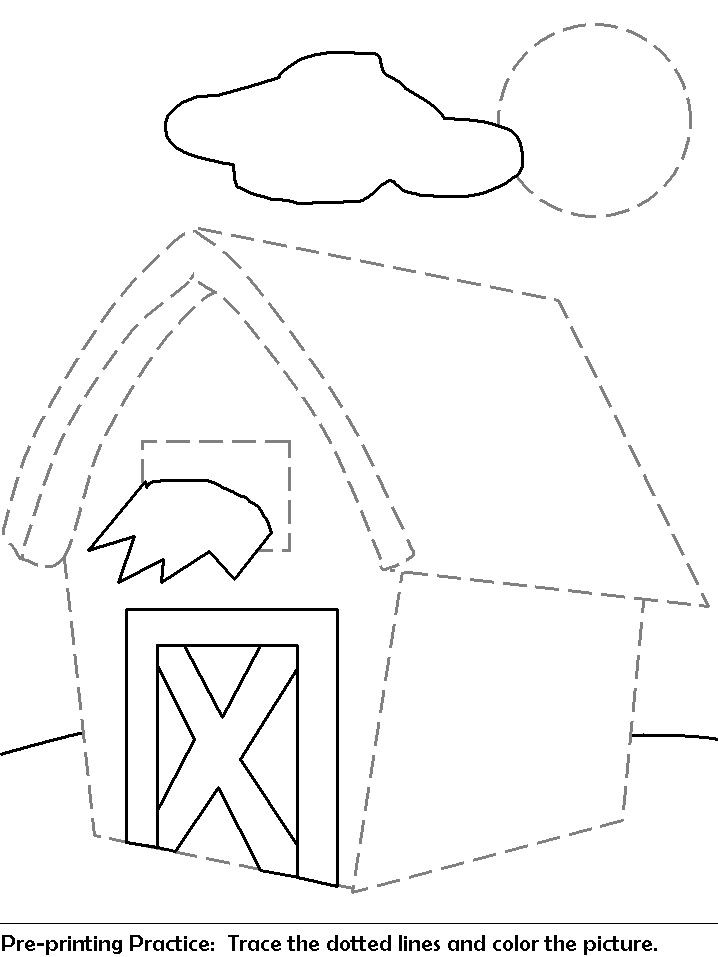 Pre-printing Practice: Trace the dotted lines and color the picture.